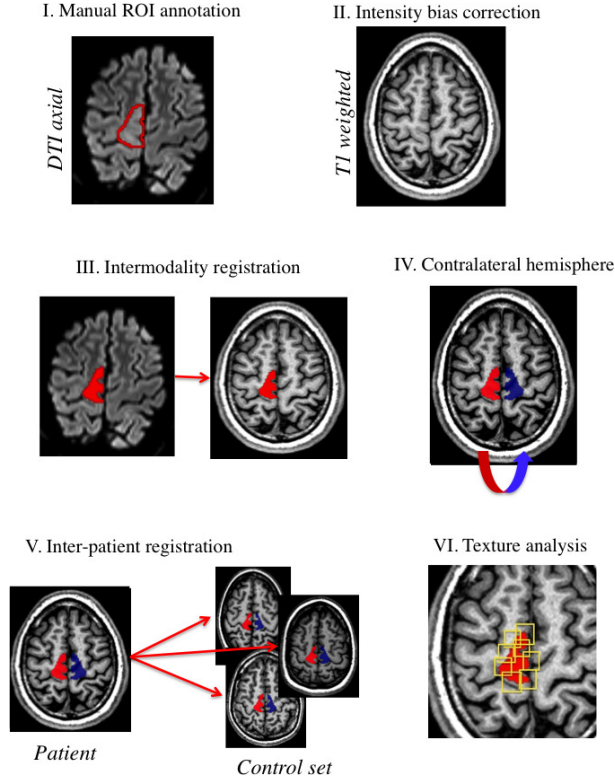 I. Manual ROI annotation
II. Intensity bias correction
DTI axial
T1 weighted
III. Intermodality registration
IV. Contralateral hemisphere
V. Inter-patient registration
VI. Texture analysis
Patient
Control set